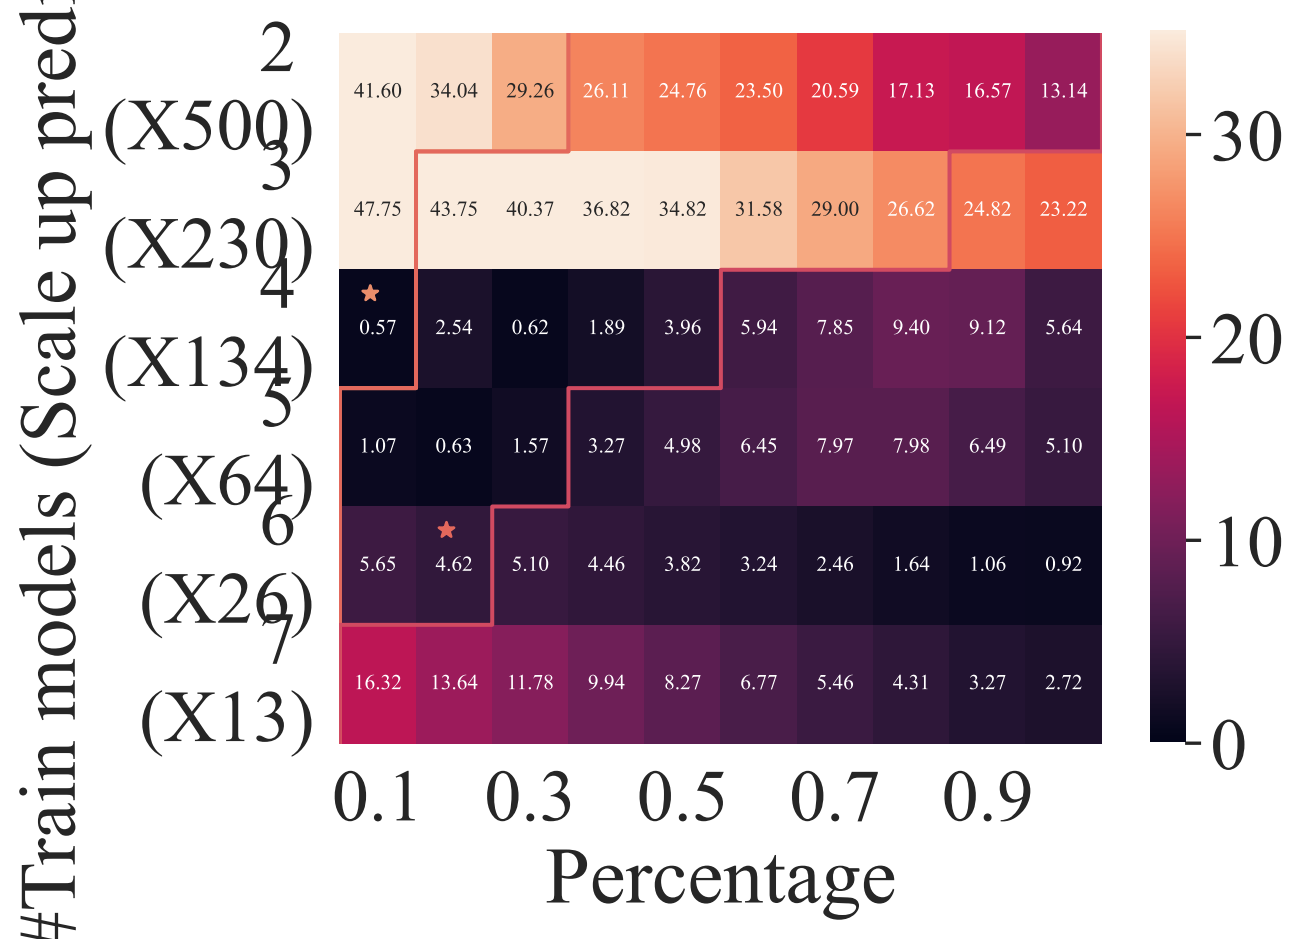 #Train models (Scale up pred
2
(X500)
41.60 34.04 29.26 26.11 24.76 23.50 20.59 17.13 16.57 13.14
3
(X230)
47.75 43.75 40.37 36.82 34.82 31.58 29.00 26.62 24.82 23.22
4
(X134)
0.57 2.54 0.62 1.89 3.96 5.94 7.85 9.40 9.12 5.64
5
(X64)
1.07 0.63 1.57 3.27 4.98 6.45 7.97 7.98 6.49 5.10
6
(X26)
5.65 4.62 5.10 4.46 3.82 3.24 2.46 1.64 1.06 0.92
7
(X13)
16.32 13.64 11.78 9.94 8.27 6.77 5.46 4.31 3.27 2.72
0.1 0.3 0.5 0.7 0.9
Percentage
30
20
10
0